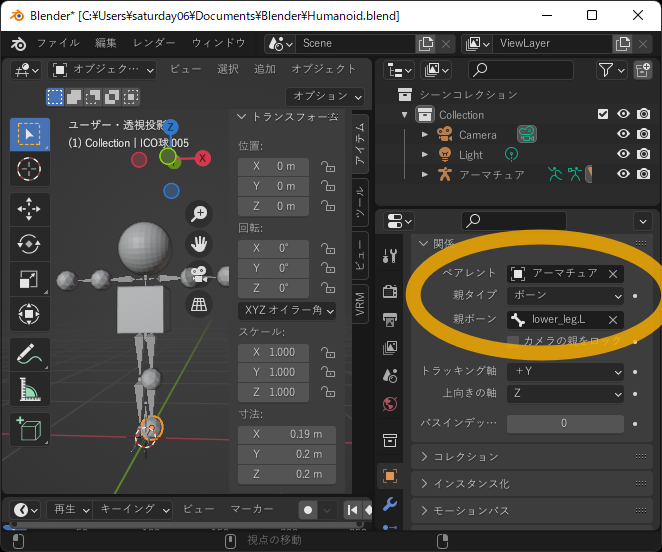 Blender* [C:¥Users¥saturday06¥Documents¥Blender¥Humanoid.blend]
ファイル 編集 レンダー ウィンドウ Scene ViewLayer
オブジェク… ビュー 選択 追加 オブジェクト
オプション
シーンコレクション
Collection
Camera
Light
アーマチュア
ユーザー・透視投影
(1) Collection | ICO球.005
Z
X
トランスフォーム
位置:
X 0 m
Y 0 m
Z 0 m
回転:
X 0°
Y 0°
Z 0°
XYZ オイラー角
スケール:
X 1.000
Y 1.000
Z 1.000
寸法:
X 0.19 m
Y 0.2 m
Z 0.2 m
アイテム
ツール
ビュー
VRM
関係
ペアレント アーマチュア
親タイプ ボーン
親ボーン lower_leg.L
カメラの親をロック
トラッキング軸 +Y
上向きの軸 Z
パスインデッ… 0
コレクション
インスタンス化
モーションパス
再生 キーイング ビュー マーカー
視点の移動